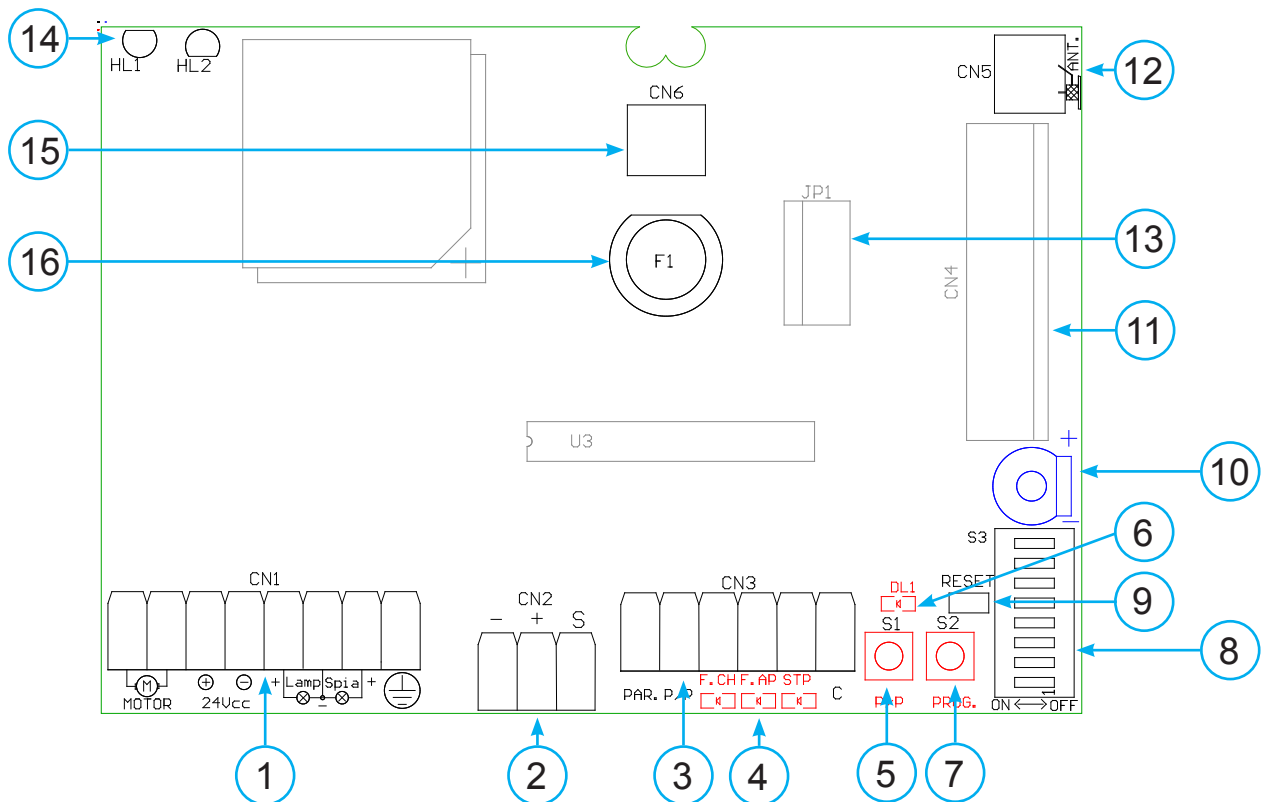 14
HL1
HL2
CN6
CN5
ANT.
12
15
JP1
13
16
F1
CN4
11
U3
+
10
−
S3
6
CN1
CN2
− + S
CN3
DL1
RESET
9
S1
S2
8
MOTOR
M
+ −
24Vcc
+ Lamp Spia +
−
PAR. P/P
F.CH F.AP STP
C
P/P
PROG.
1
ON OFF
1
2
3
4
5
7